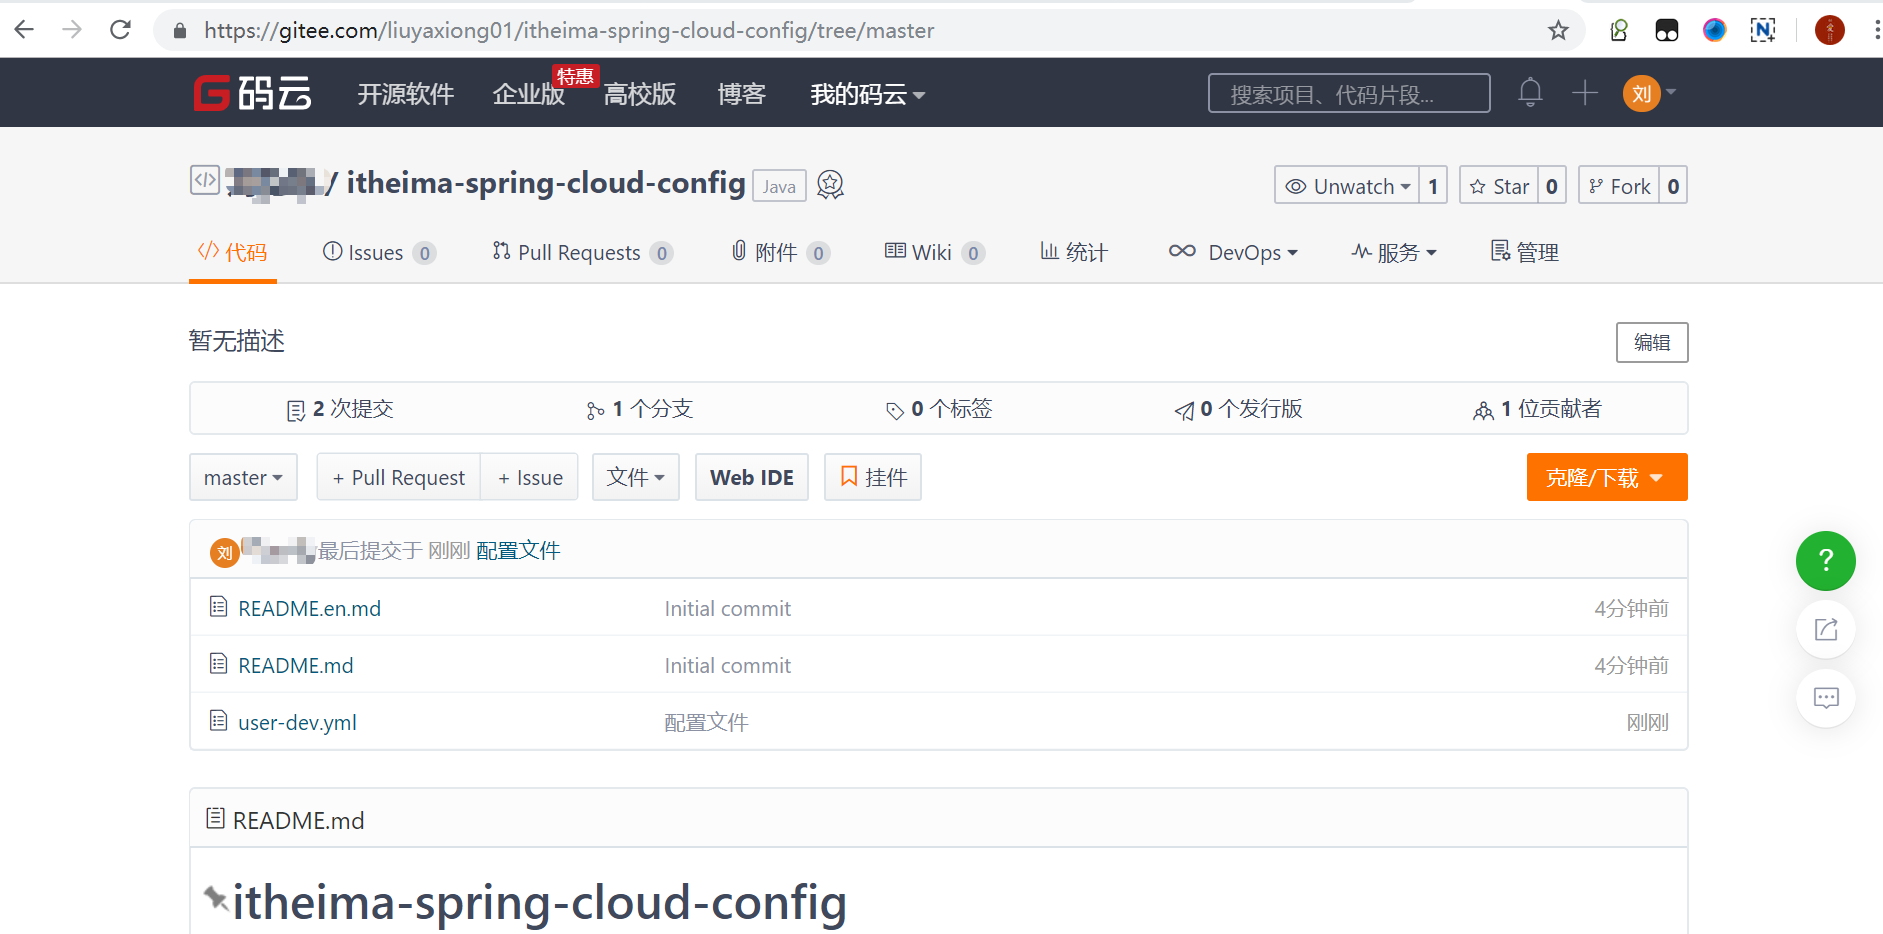 https://gitee.com/liuyaxiong01/itheima-spring-cloud-config/tree/master
G 码云 开源软件 企业版 特惠 高校版 博客 我的码云 搜索项目、代码片段... 刘
/ itheima-spring-cloud-config Java Unwatch 1 Star 0 Fork 0
代码 Issues 0 Pull Requests 0 附件 0 Wiki 0 统计 DevOps 服务 管理
暂无描述 编辑
2 次提交 1 个分支 0 个标签 0 个发行版 1 位贡献者
master + Pull Request + Issue 文件 Web IDE 挂件 克隆/下载
刘 最后提交于 刚刚 配置文件
README.en.md Initial commit 4分钟前
README.md Initial commit 4分钟前
user-dev.yml 配置文件 刚刚
README.md
itheima-spring-cloud-config